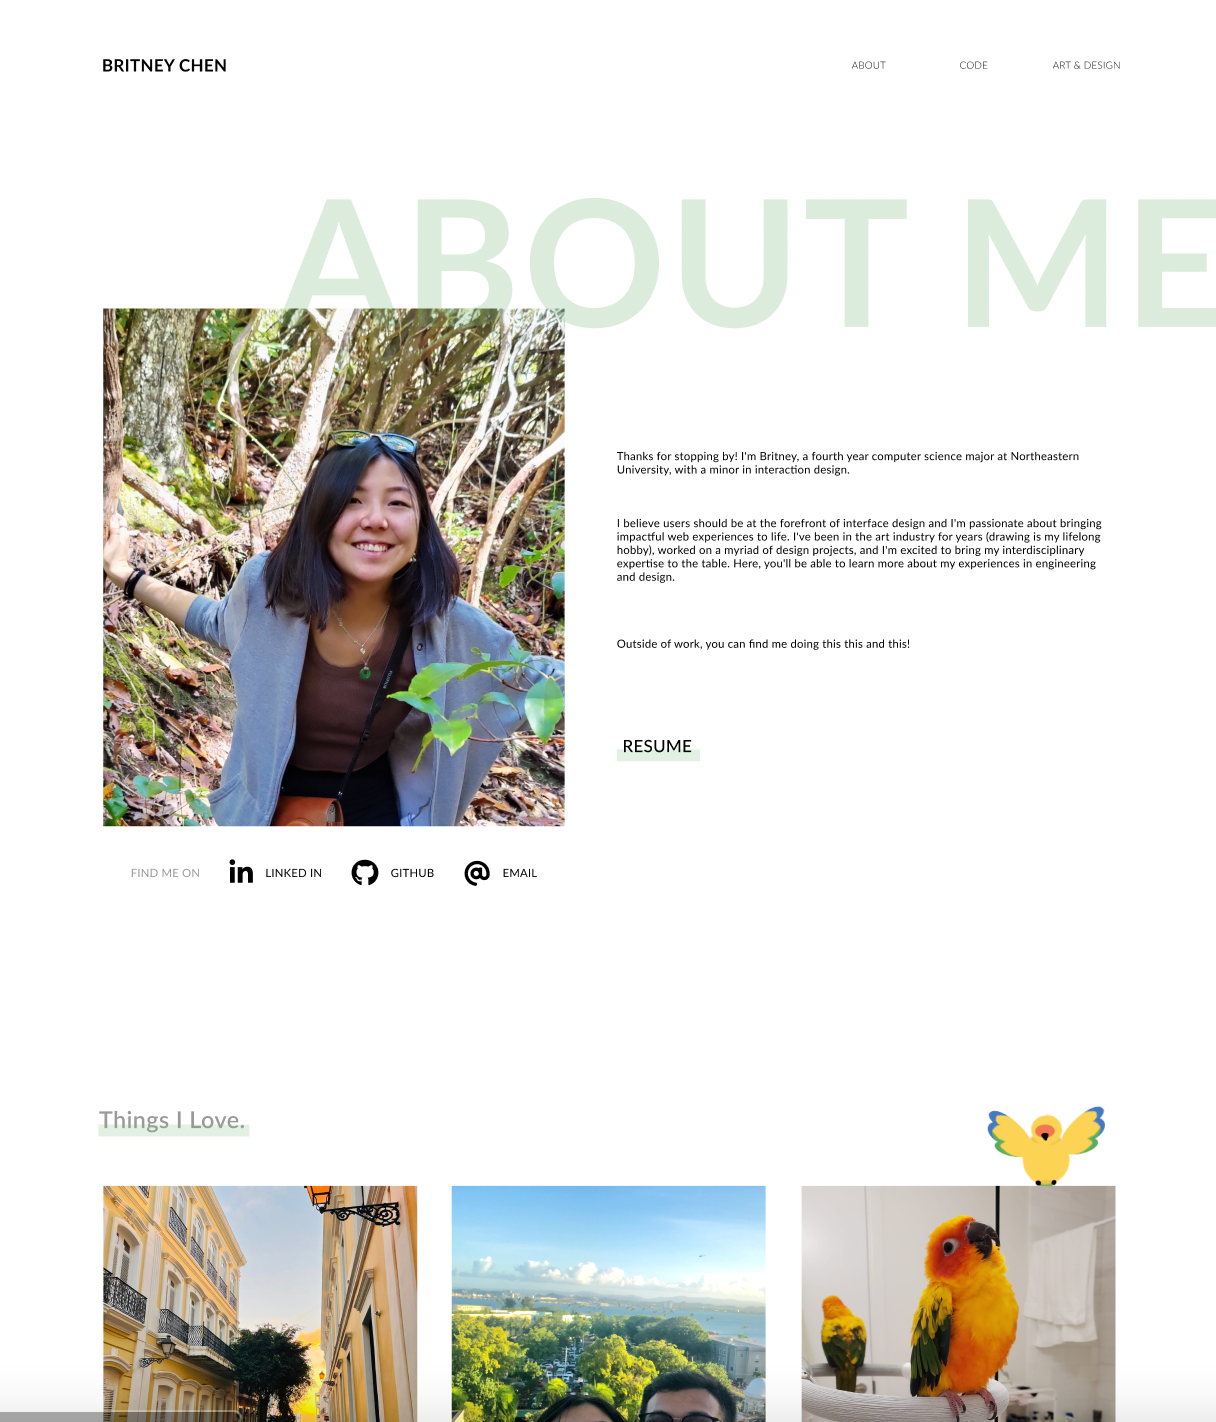 BRITNEY CHEN
ABOUT
CODE
ART & DESIGN
ABOUT ME
Thanks for stopping by! I'm Britney, a fourth year computer science major at Northeastern
University, with a minor in interaction design.
I believe users should be at the forefront of interface design and I'm passionate about bringing
impactful web experiences to life. I've been in the art industry for years (drawing is my lifelong
hobby), worked on a myriad of design projects, and I'm excited to bring my interdisciplinary
expertise to the table. Here, you'll be able to learn more about my experiences in engineering
and design.
Outside of work, you can find me doing this this and this!
RESUME
FIND ME ON
in LINKED IN
GITHUB
@ EMAIL
Things I Love.